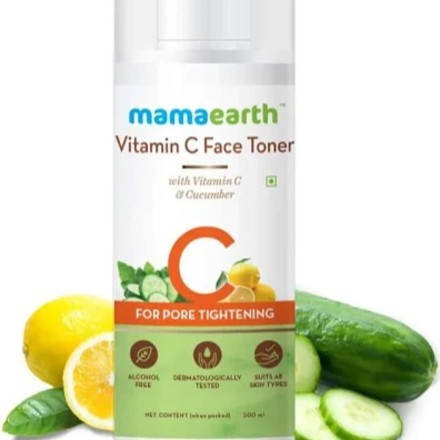 mamaearth™
Vitamin C Face Toner
with Vitamin C
& Cucumber
C
FOR PORE TIGHTENING
ALCOHOL
FREE
DERMATOLOGICALLY
TESTED
SUITS All
SKIN TYPES
NET CONTENT (when packed) 200 ml